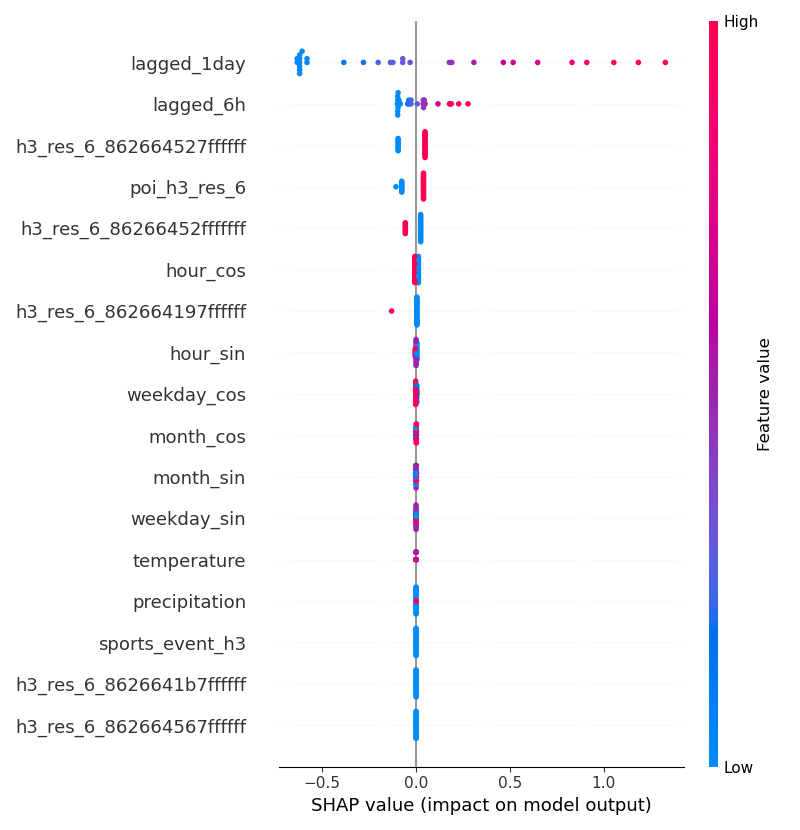 High
lagged_1day
lagged_6h
h3_res_6_862664527ffffff
poi_h3_res_6
h3_res_6_86266452fffffff
hour_cos
h3_res_6_862664197ffffff
hour_sin
weekday_cos
month_cos
month_sin
weekday_sin
temperature
precipitation
sports_event_h3
h3_res_6_8626641b7ffffff
h3_res_6_862664567ffffff
Feature value
Low
−0.5 0.0 0.5 1.0
SHAP value (impact on model output)